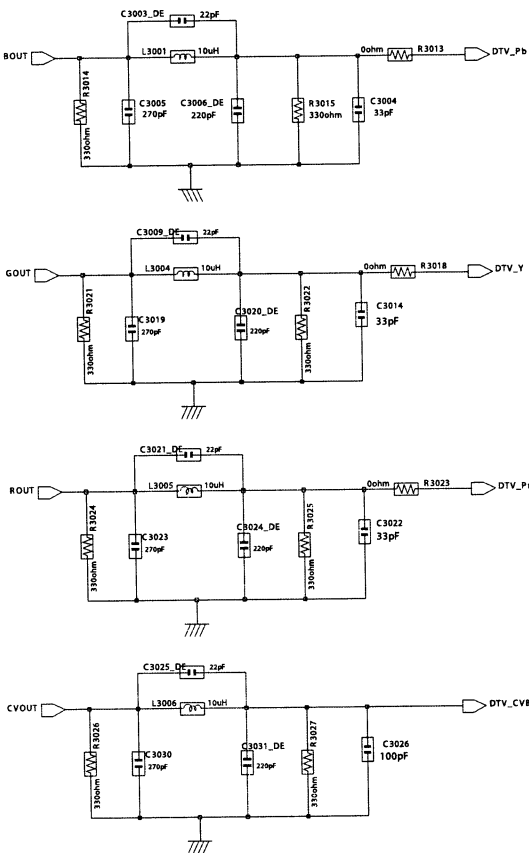 C3003_DE 22pF
BOUT
L3001 10uH
0ohm R3013
DTV_Pb
R3014
330ohm
C3005
270pF
C3006_DE
220pF
R3015
330ohm
C3004
33pF
C3009_DE 22pF
GOUT
L3004 10uH
0ohm R3018
DTV_Y
R3021
330ohm
C3019
270pF
C3020_DE
220pF
R3022
330ohm
C3014
33pF
C3021_DE 22pF
ROUT
L3005 10uH
0ohm R3023
DTV_Pr
R3024
330ohm
C3023
270pF
C3024_DE
220pF
R3025
330ohm
C3022
33pF
C3025_DE 22pF
CVOUT
L3006 10uH
DTV_CVB
R3026
330ohm
C3030
270pF
C3031_DE
220pF
R3027
330ohm
C3026
100pF